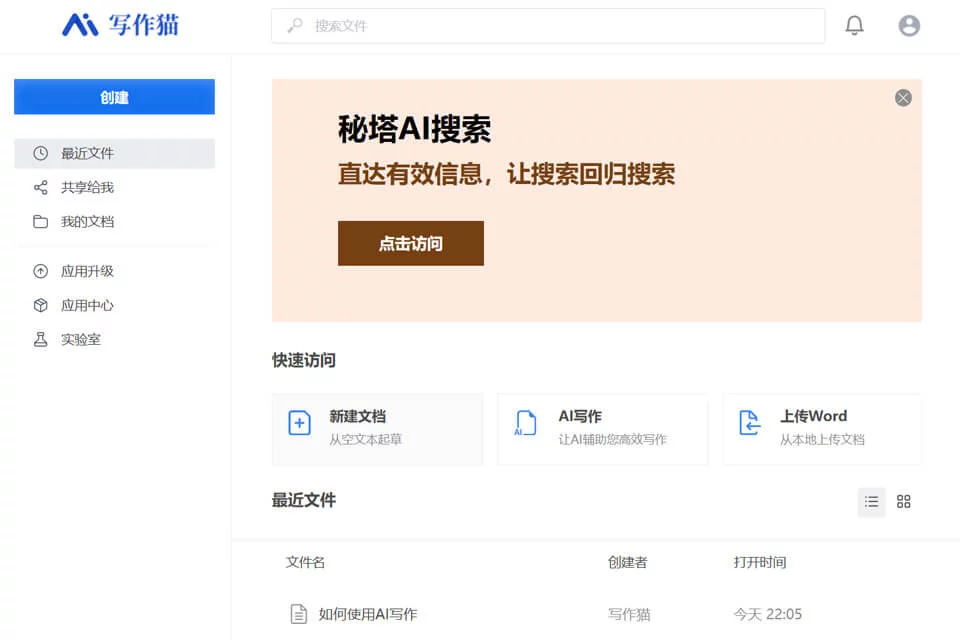 Ai 写作猫
搜索文件
创建
最近文件
共享给我
我的文档
应用升级
应用中心
实验室
秘塔AI搜索
直达有效信息，让搜索回归搜索
点击访问
快速访问
新建文档
从空文本起草
AI
AI写作
让AI辅助您高效写作
上传Word
从本地上传文档
最近文件
文件名 创建者 打开时间
如何使用AI写作 写作猫 今天 22:05